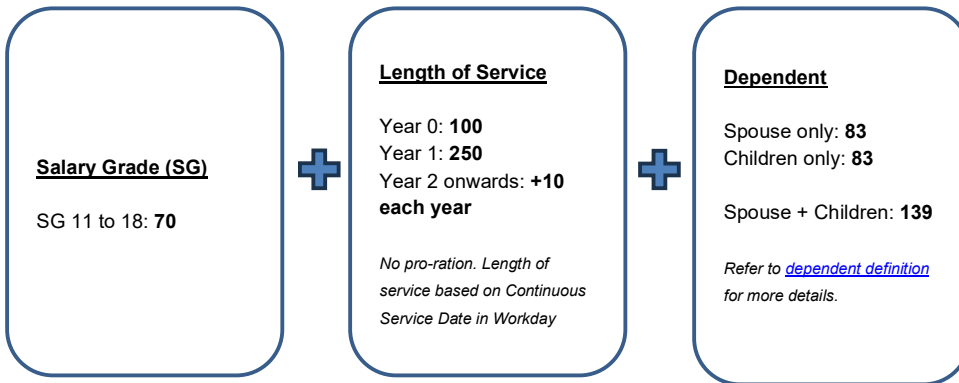 Salary Grade (SG)
SG 11 to 18: 70
Length of Service
Year 0: 100
Year 1: 250
Year 2 onwards: +10
each year
No pro-ration. Length of
service based on Continuous
Service Date in Workday
Dependent
Spouse only: 83
Children only: 83
Spouse + Children: 139
Refer to dependent definition
for more details.